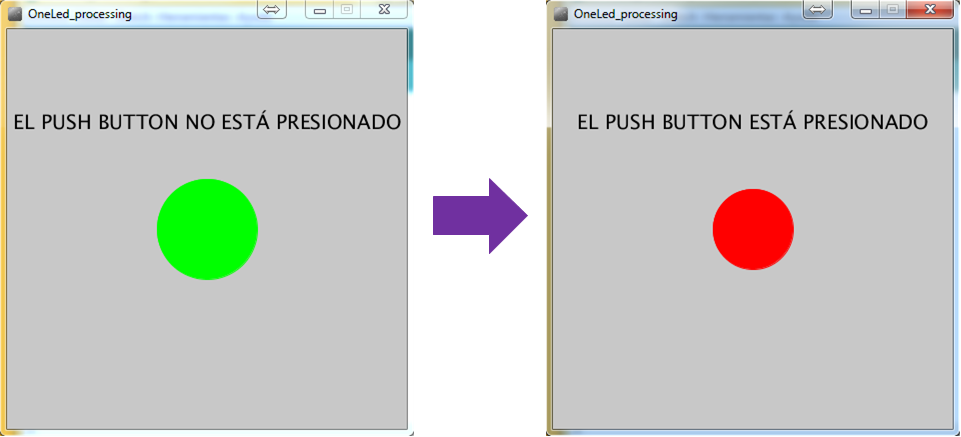 OneLed_processing
EL PUSH BUTTON NO ESTÁ PRESIONADO
OneLed_processing
EL PUSH BUTTON ESTÁ PRESIONADO